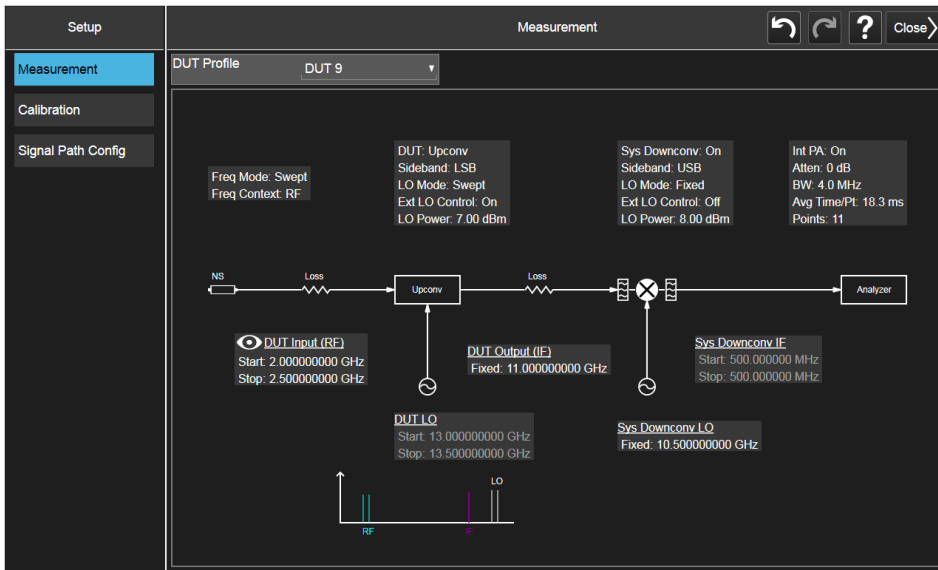 Setup
Measurement
?
Close
Measurement
Calibration
Signal Path Config
DUT Profile
DUT 9
Freq Mode: Swept
Freq Context: RF
DUT: Upconv
Sideband: LSB
LO Mode: Swept
Ext LO Control: On
LO Power: 7.00 dBm
Sys Downconv: On
Sideband: USB
LO Mode: Fixed
Ext LO Control: Off
LO Power: 8.00 dBm
Int PA: On
Atten: 0 dB
BW: 4.0 MHz
Avg Time/Pt: 18.3 ms
Points: 11
NS
Loss
Upconv
Loss
Analyzer
DUT Input (RF)
Start: 2.000000000 GHz
Stop: 2.500000000 GHz
DUT Output (IF)
Fixed: 11.000000000 GHz
Sys Downconv IF
Start: 500.000000 MHz
Stop: 500.000000 MHz
DUT LO
Start: 13.000000000 GHz
Stop: 13.500000000 GHz
Sys Downconv LO
Fixed: 10.500000000 GHz
LO
RF
IF